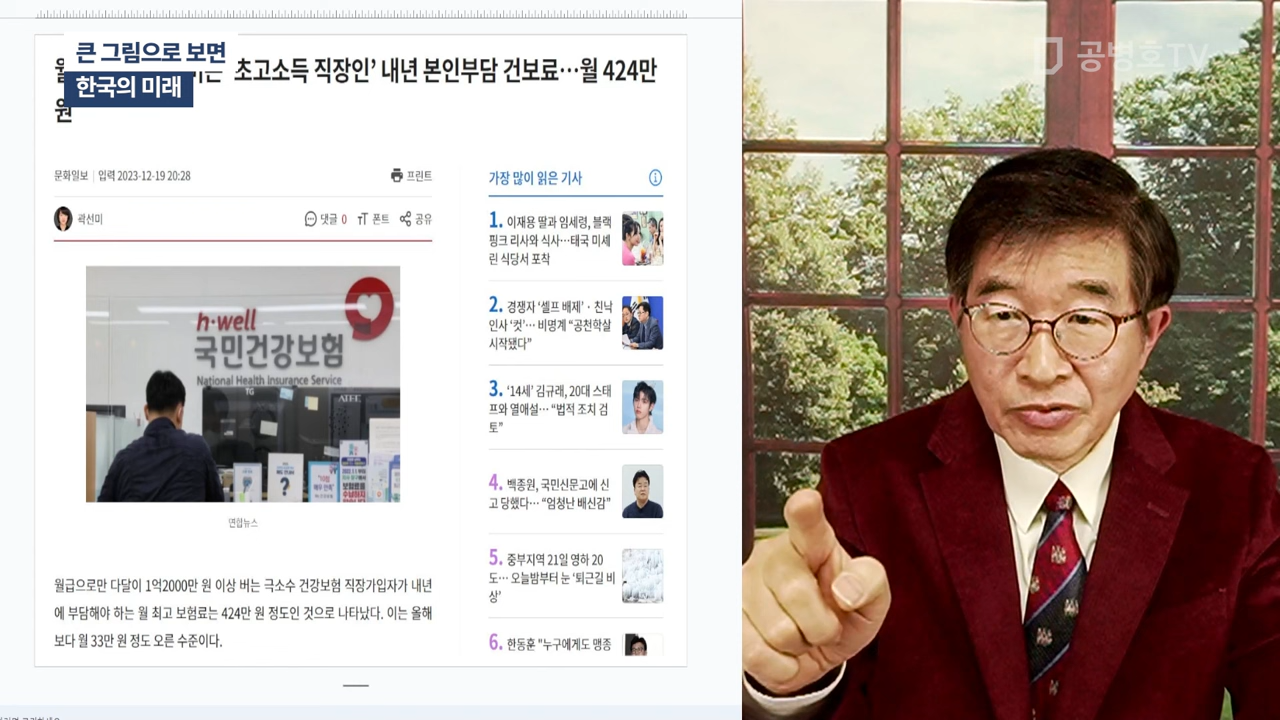 큰 그림으로 보면
한국의 미래
초고소득 직장인’ 내년 본인부담 건보료…월 424만
원
문화일보 | 입력 2023-12-19 20:28
프린트
곽선미
댓글 0
폰트
공유
h·well
국민건강보험
National Health Insurance Service
연합뉴스
월급으로만 다달이 1억2000만 원 이상 버는 극소수 건강보험 직장가입자가 내년
에 부담해야 하는 월 최고 보험료는 424만 원 정도인 것으로 나타났다. 이는 올해
보다 월 33만 원 정도 오른 수준이다.
가장 많이 읽은 기사
1. 이재용 딸과 임세령, 블랙
핑크 리사와 식사…태국 미셰
린 식당서 포착
2. 경쟁자 ‘셀프 배제’·친낙
인사 ‘컷’… 비명계 “공천학살
시작됐다”
3. ‘14세’ 김규래, 20대 스태
프와 열애설… “법적 조치 검
토”
4. 백종원, 국민신문고에 신
고 당했다… “엄청난 배신감”
5. 중부지역 21일 영하 20
도… 오늘밤부터 눈 ‘퇴근길 비
상’
6. 한동훈 “누구에게도 맹종
공병호TV